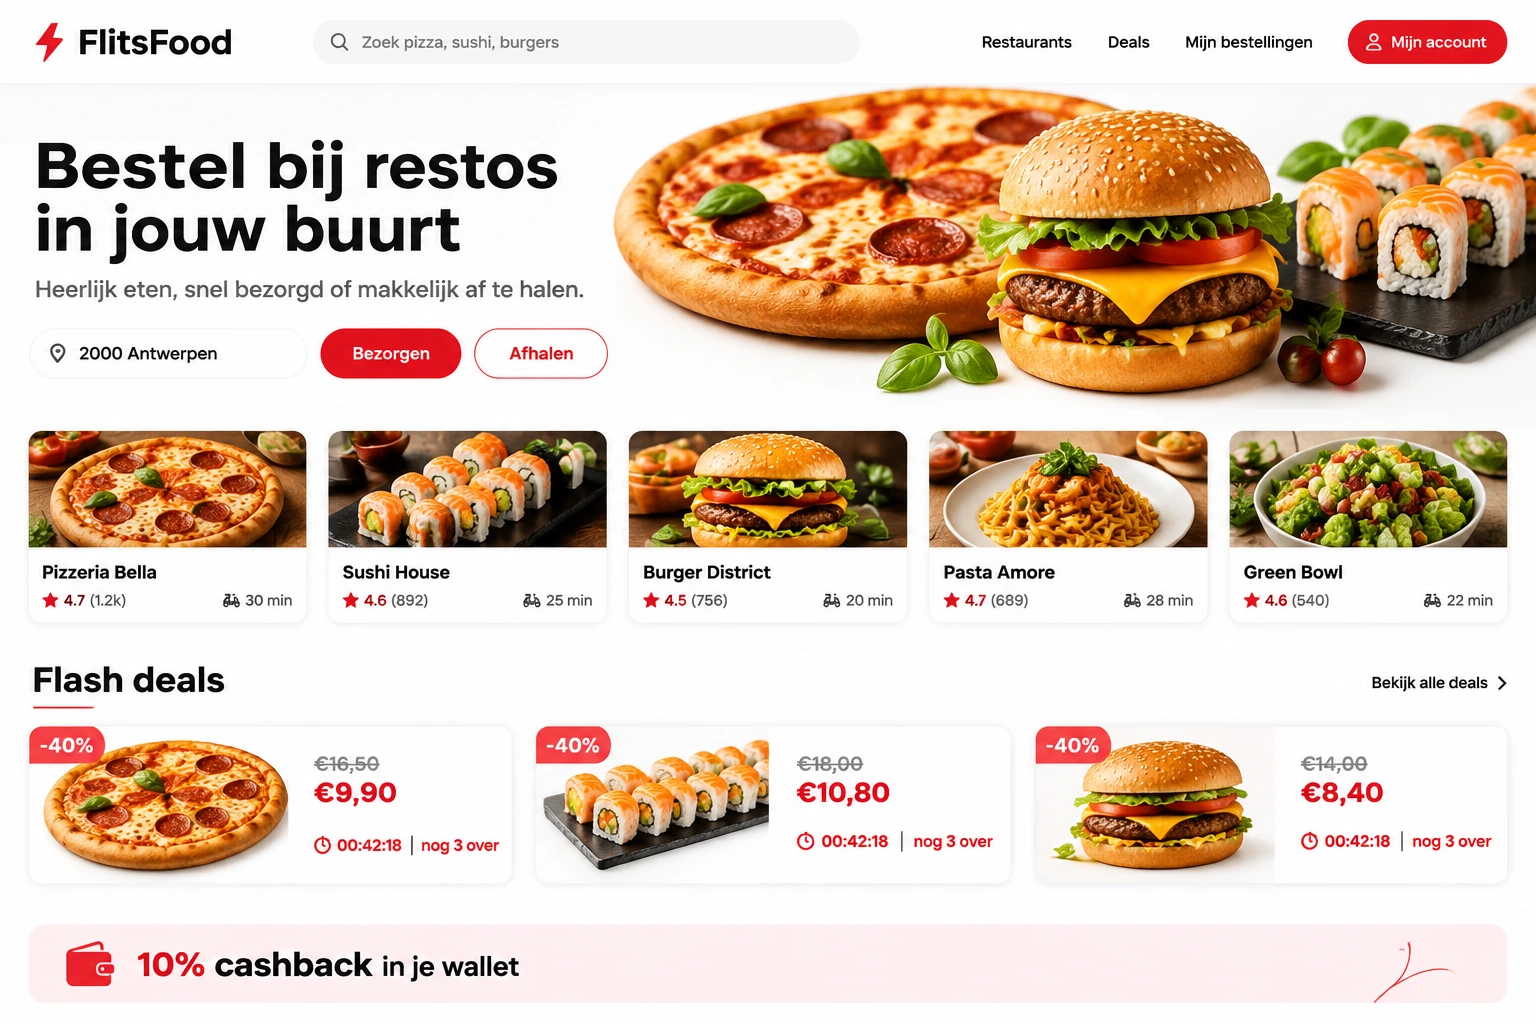 FlitsFood
Zoek pizza, sushi, burgers
Restaurants
Deals
Mijn bestellingen
Mijn account
Bestel bij restos
in jouw buurt
Heerlijk eten, snel bezorgd of makkelijk af te halen.
2000 Antwerpen
Bezorgen
Afhalen
Pizzeria Bella
4.7 (1.2k)
30 min
Sushi House
4.6 (892)
25 min
Burger District
4.5 (756)
20 min
Pasta Amore
4.7 (689)
28 min
Green Bowl
4.6 (540)
22 min
Flash deals
Bekijk alle deals
-40%
€16,50
€9,90
00:42:18 | nog 3 over
-40%
€18,00
€10,80
00:42:18 | nog 3 over
-40%
€14,00
€8,40
00:42:18 | nog 3 over
10% cashback in je wallet